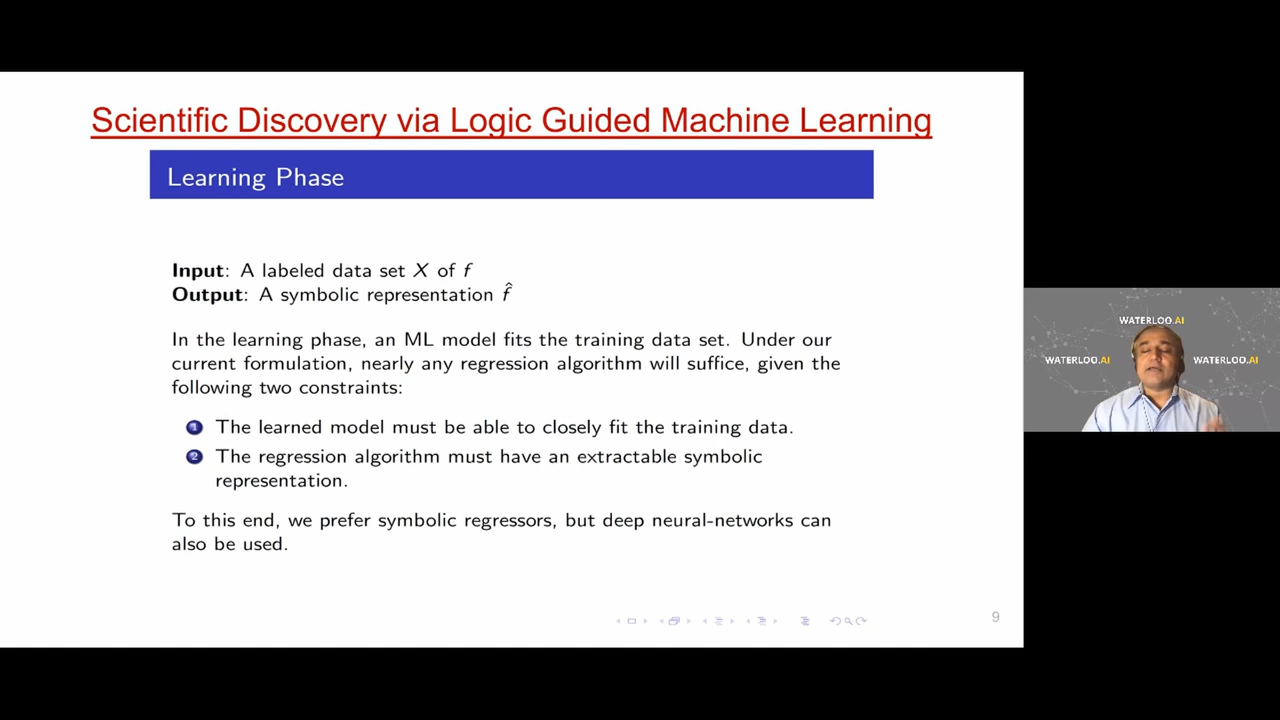 Scientific Discovery via Logic Guided Machine Learning
Learning Phase
Input: A labeled data set X of f
Output: A symbolic representation f̂
In the learning phase, an ML model fits the training data set. Under our
current formulation, nearly any regression algorithm will suffice, given the
following two constraints:
1 The learned model must be able to closely fit the training data.
2 The regression algorithm must have an extractable symbolic
representation.
To this end, we prefer symbolic regressors, but deep neural-networks can
also be used.
9
WATERLOO.AI
WATERLOO.AI
WATERLOO.AI